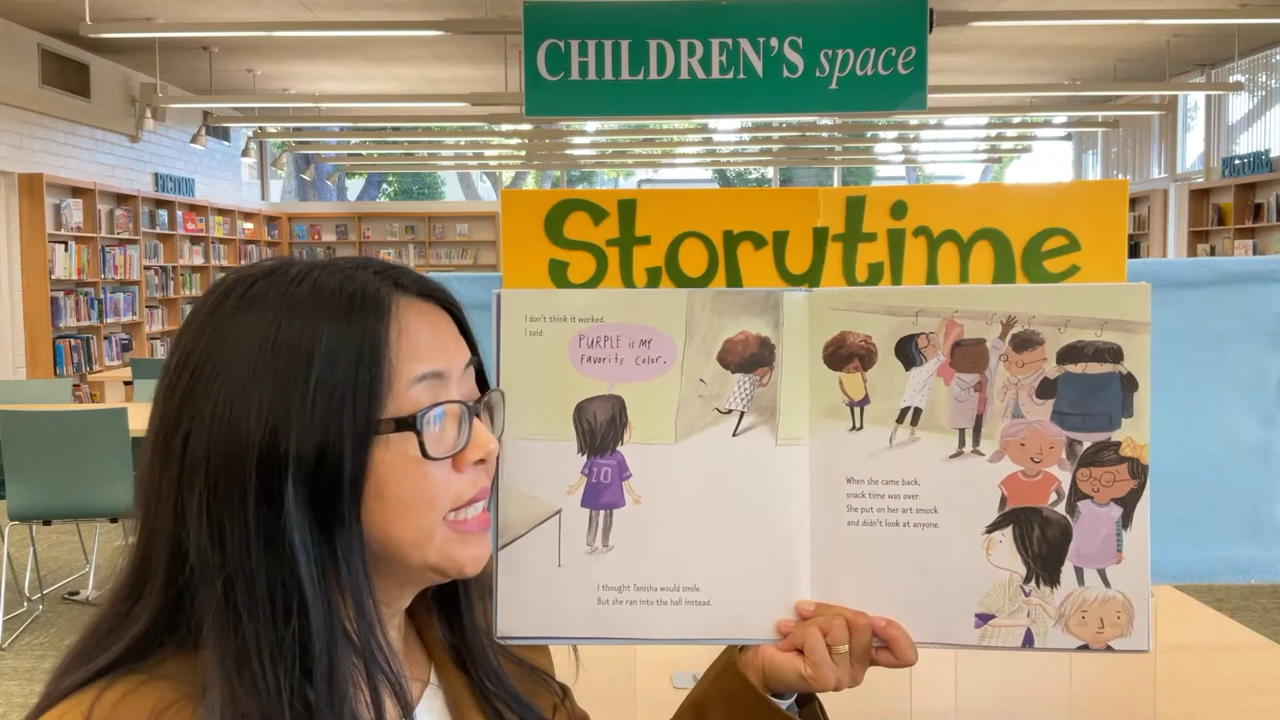 CHILDREN'S space
FICTION
PICTURE
Storytime
I don't think it worked.
I said:
PURPLE is MY
FavoritE Color.
10
I thought Tanisha would smile.
But she ran into the hall instead.
When she came back,
snack time was over.
She put on her art smock
and didn't look at anyone.